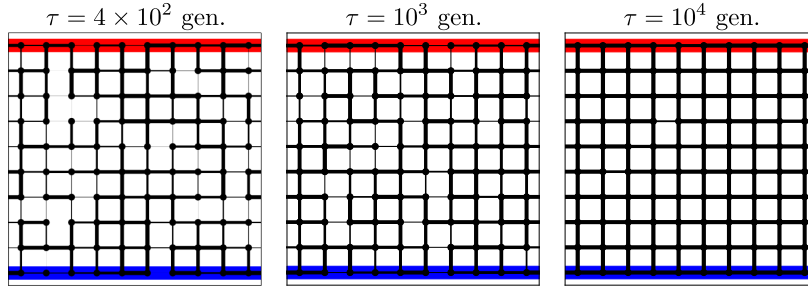 τ = 4 × 10² gen.
τ = 10³ gen.
τ = 10⁴ gen.